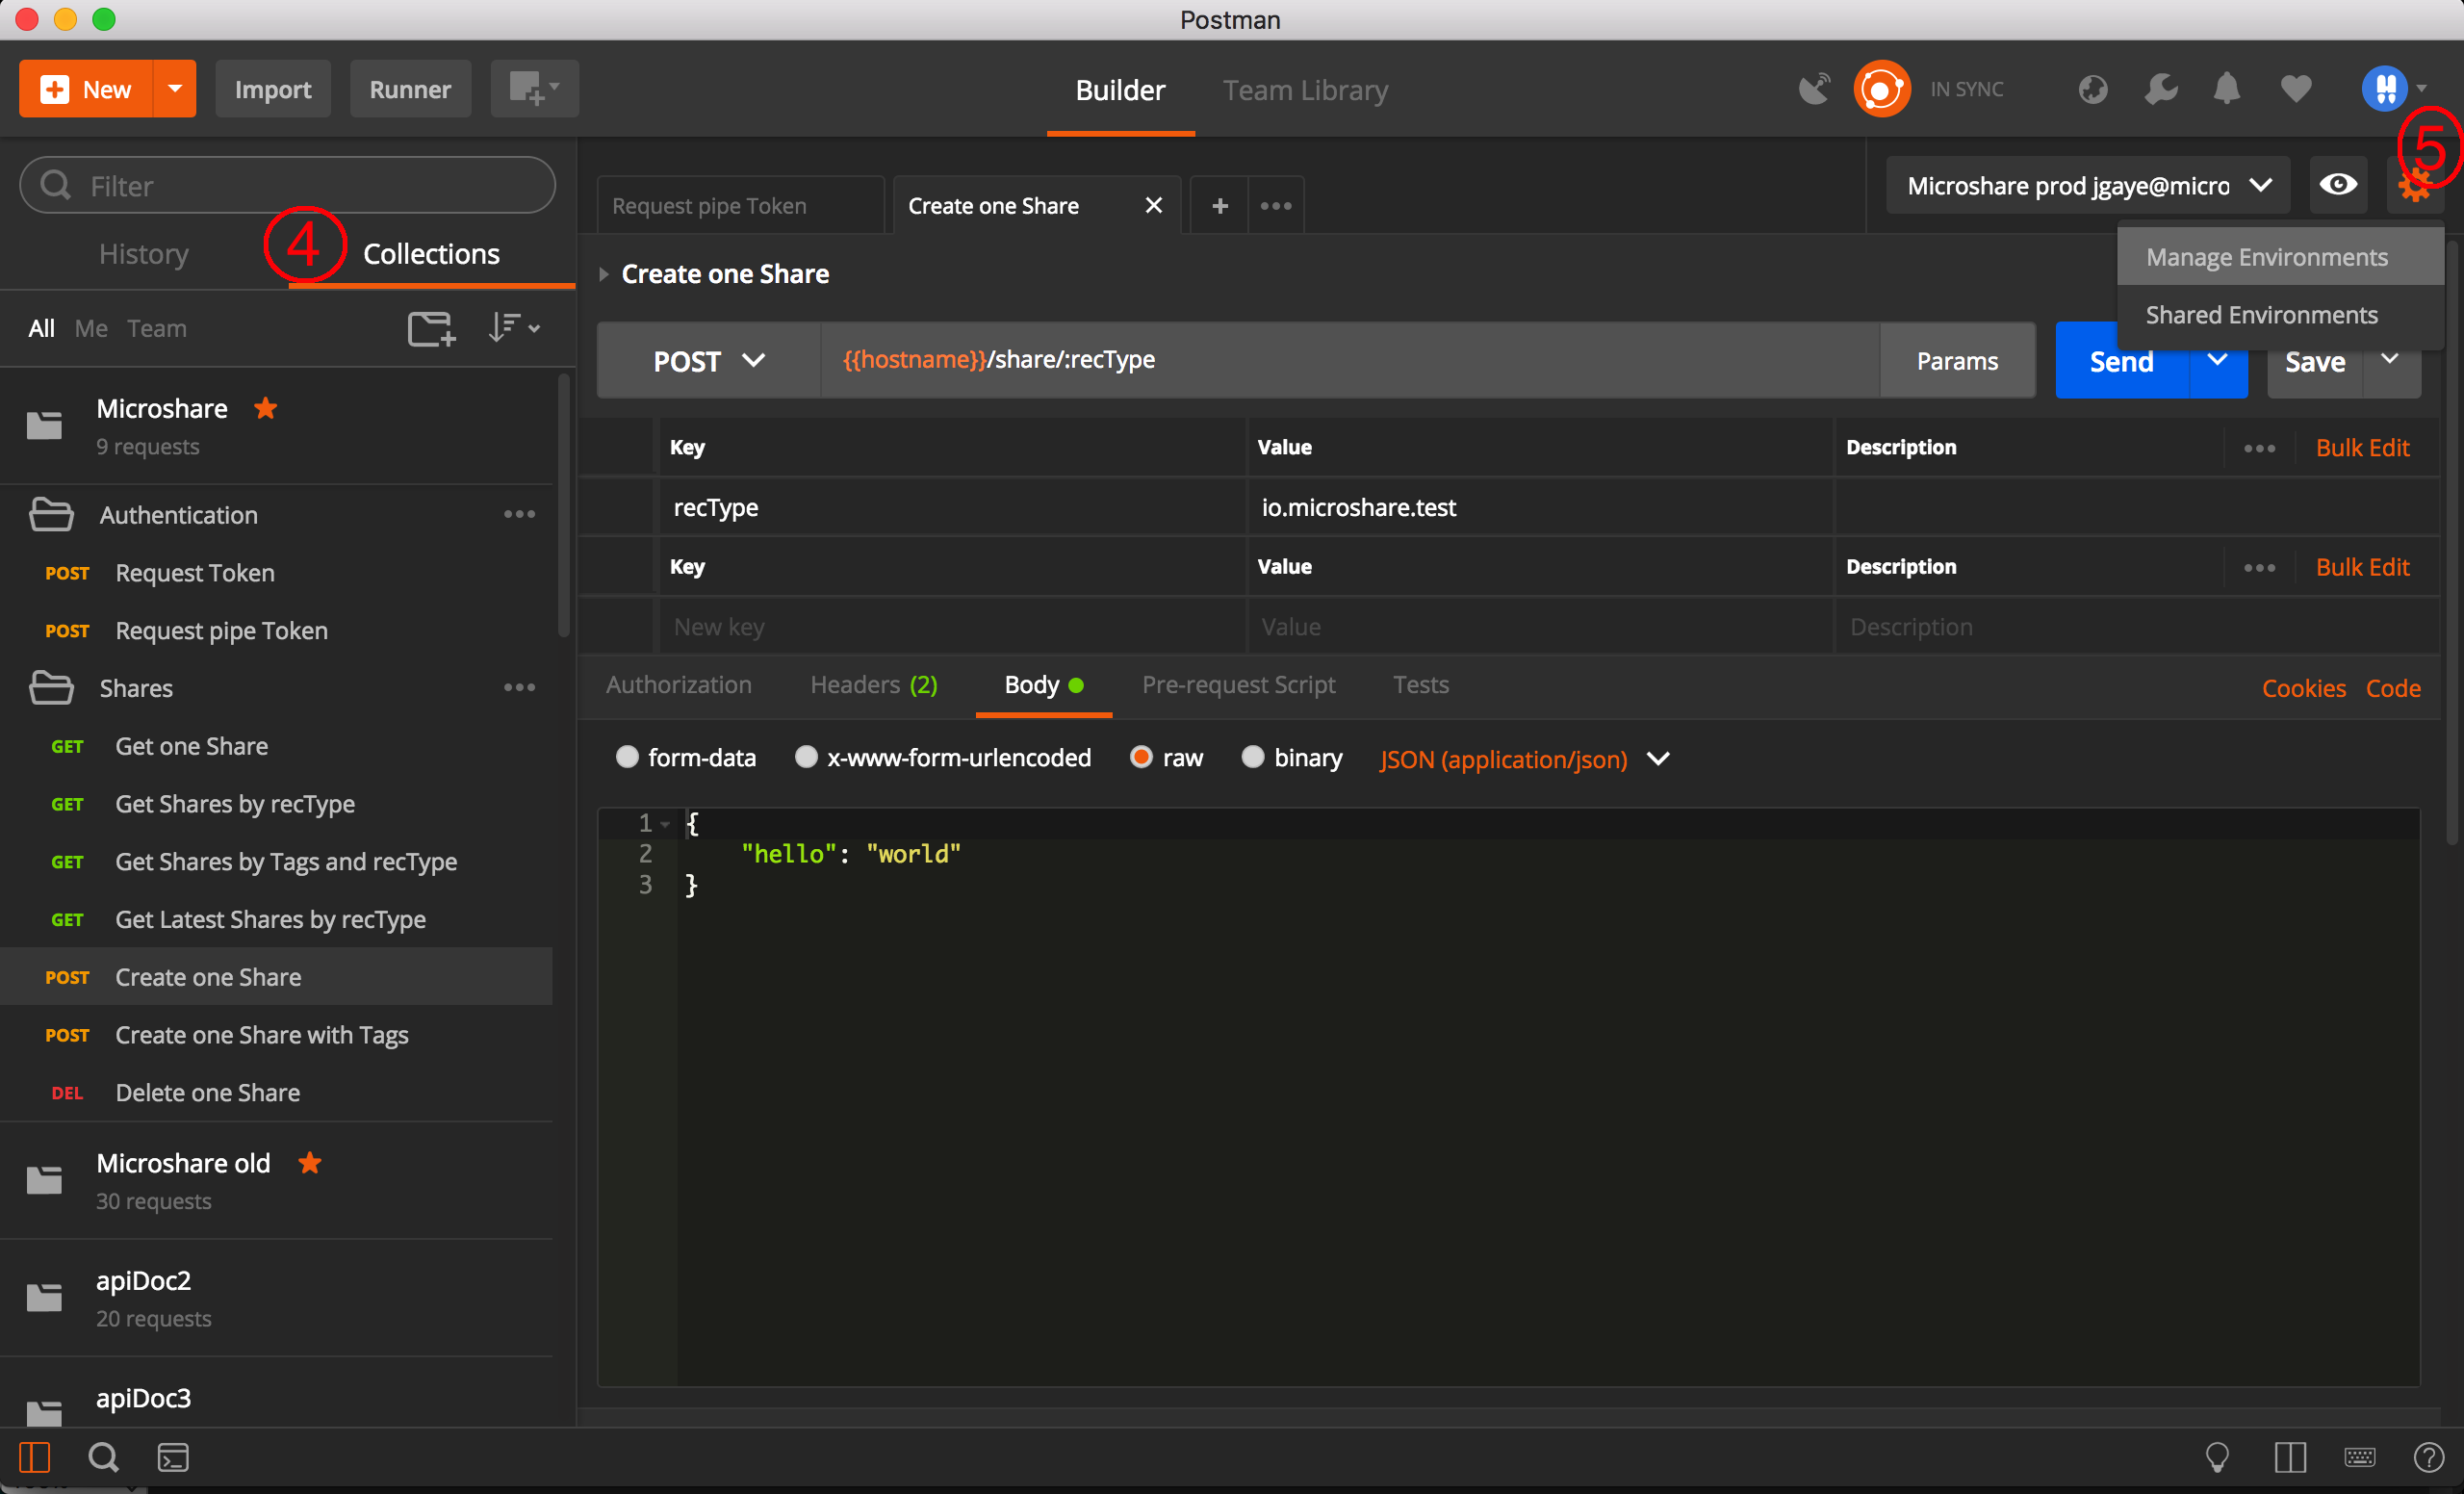 Postman
New
Import
Runner
Builder
Team Library
IN SYNC
5
Filter
History
4
Collections
All Me Team
Microshare
9 requests
Authentication
POST Request Token
POST Request pipe Token
Shares
GET Get one Share
GET Get Shares by recType
GET Get Shares by Tags and recType
GET Get Latest Shares by recType
POST Create one Share
POST Create one Share with Tags
DEL Delete one Share
Microshare old
30 requests
apiDoc2
20 requests
apiDoc3
Request pipe Token
Create one Share
Microshare prod jgaye@micro
Manage Environments
Shared Environments
Create one Share
POST
{{hostname}}/share/:recType
Params
Send
Save
Key Value Description Bulk Edit
recType io.microshare.test
Key Value Description Bulk Edit
New key Value Description
Authorization Headers (2) Body Pre-request Script Tests Cookies Code
form-data x-www-form-urlencoded raw binary JSON (application/json)
1 {
2 "hello": "world"
3 }